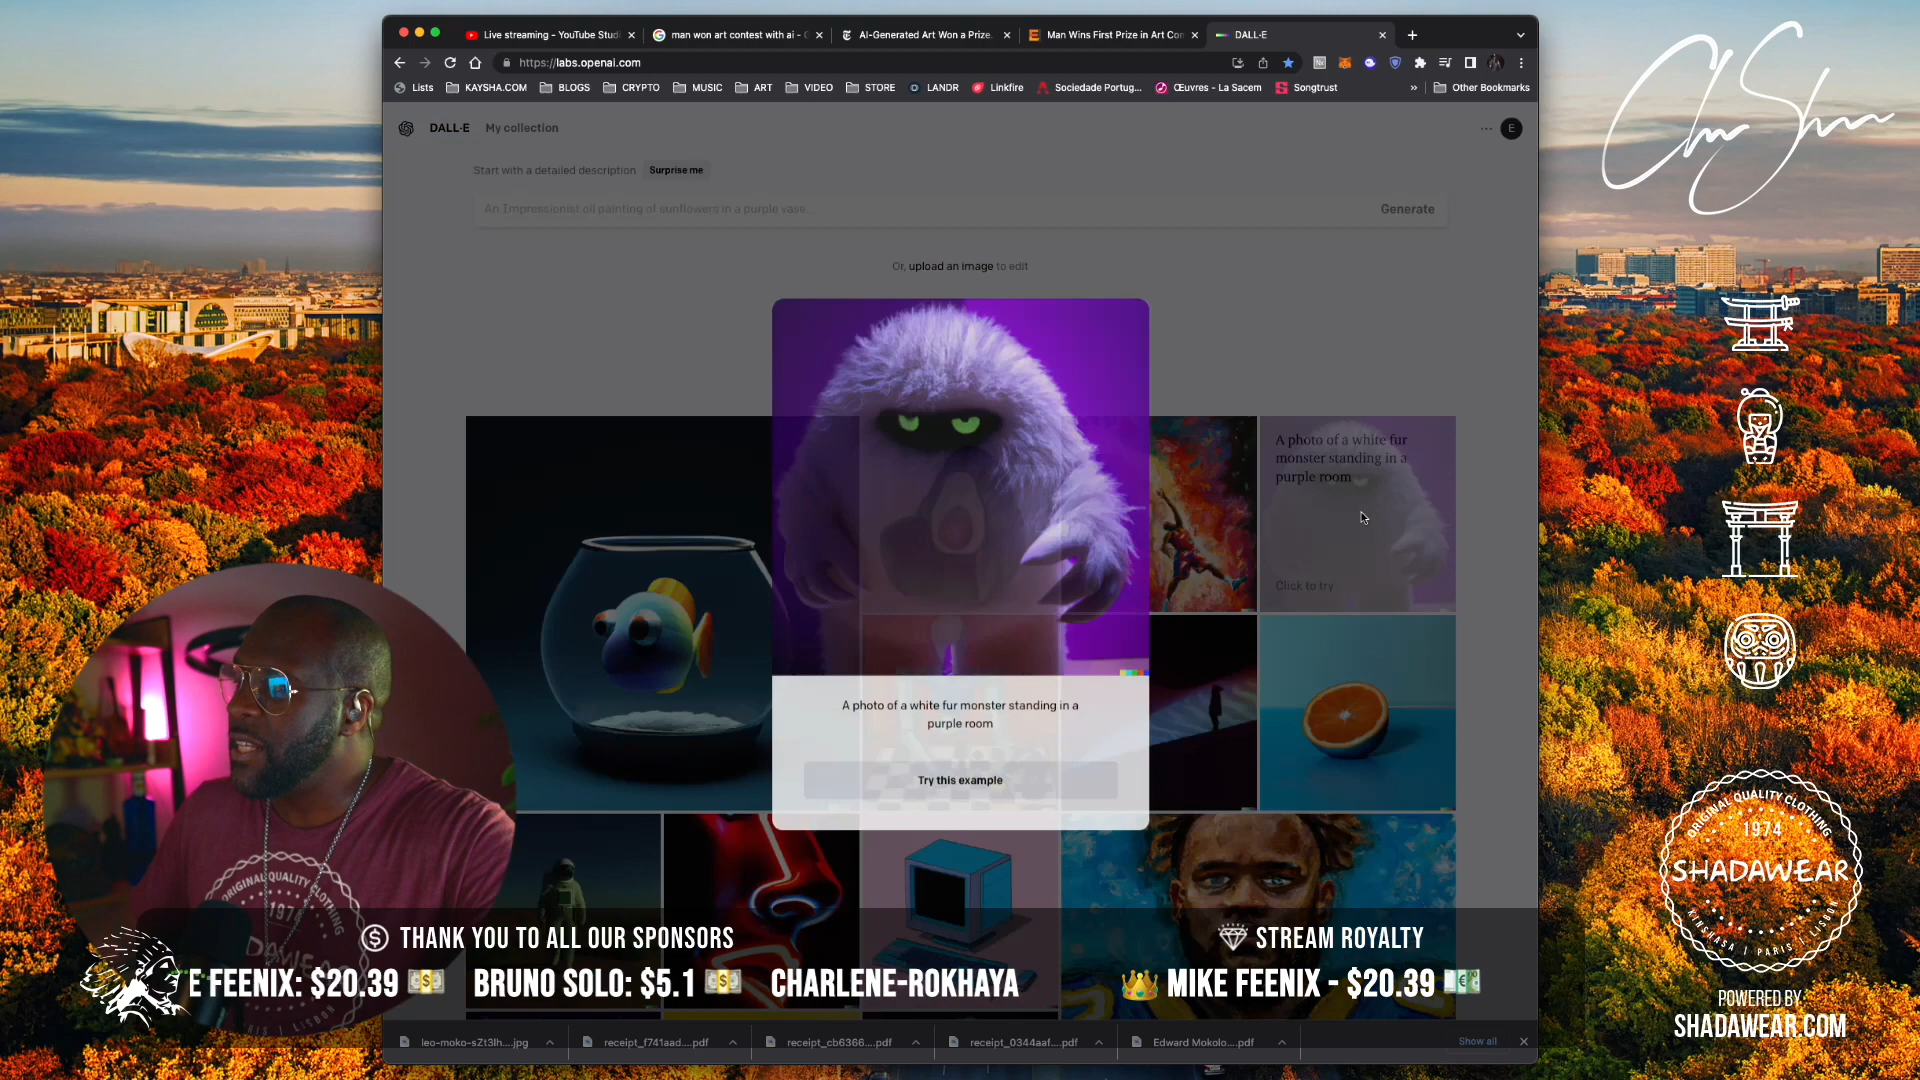 Live streaming - YouTube Studi
man won art contest with ai - G
AI-Generated Art Won a Prize.
Man Wins First Prize in Art Con
DALL·E
https://labs.openai.com
Lists
KAYSHA.COM
BLOGS
CRYPTO
MUSIC
ART
VIDEO
STORE
LANDR
Linkfire
Sociedade Portug...
Œuvres - La Sacem
Songtrust
»
Other Bookmarks
DALL·E
My collection
E
Start with a detailed description
Surprise me
An Impressionist oil painting of sunflowers in a purple vase...
Generate
Or, upload an image to edit
A photo of a white fur
monster standing in a
purple room
Click to try
A photo of a white fur monster standing in a
purple room
Try this example
ORIGINAL QUALITY CLOTHING
1974
THANK YOU TO ALL OUR SPONSORS
E FEENIX: $20.39
BRUNO SOLO: $5.1
CHARLENE-ROKHAYA
STREAM ROYALTY
MIKE FEENIX - $20.39
leo-moko-sZt3lh....jpg
receipt_f741aad....pdf
receipt_cb6366....pdf
receipt_0344aaf....pdf
Edward Mokolo....pdf
Show all
ORIGINAL QUALITY CLOTHING
1974
SHADAWEAR
KINSHASA | PARIS | LISBON
POWERED BY
SHADAWEAR.COM